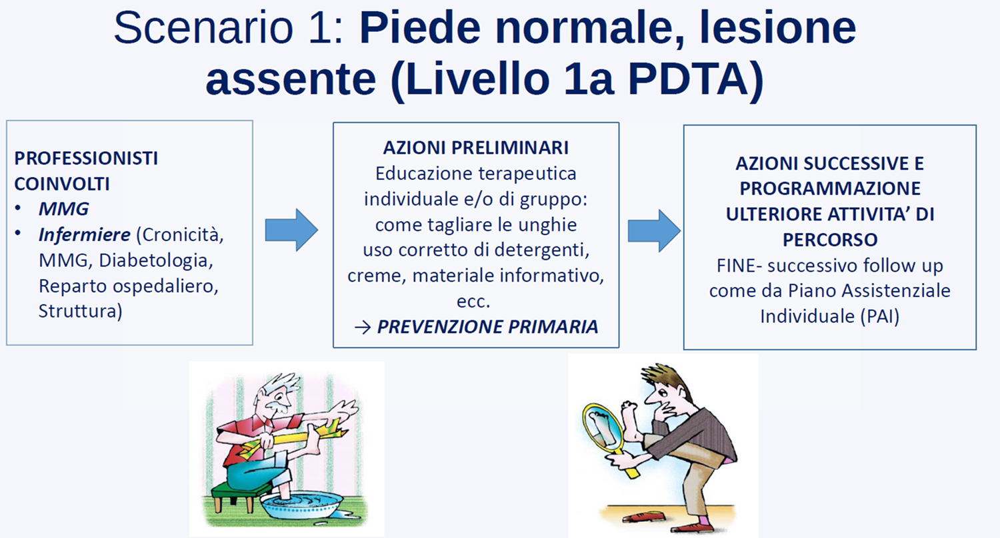 Scenario 1: Piede normale, lesione
assente (Livello 1a PDTA)
PROFESSIONISTI
COINVOLTI
• MMG
• Infermiere (Cronicità,
MMG, Diabetologia,
Reparto ospedaliero,
Struttura)
AZIONI PRELIMINARI
Educazione terapeutica
individuale e/o di gruppo:
come tagliare le unghie
uso corretto di detergenti,
creme, materiale informativo,
ecc.
→ PREVENZIONE PRIMARIA
AZIONI SUCCESSIVE E
PROGRAMMAZIONE
ULTERIORE ATTIVITA’ DI
PERCORSO
FINE- successivo follow up
come da Piano Assistenziale
Individuale (PAI)